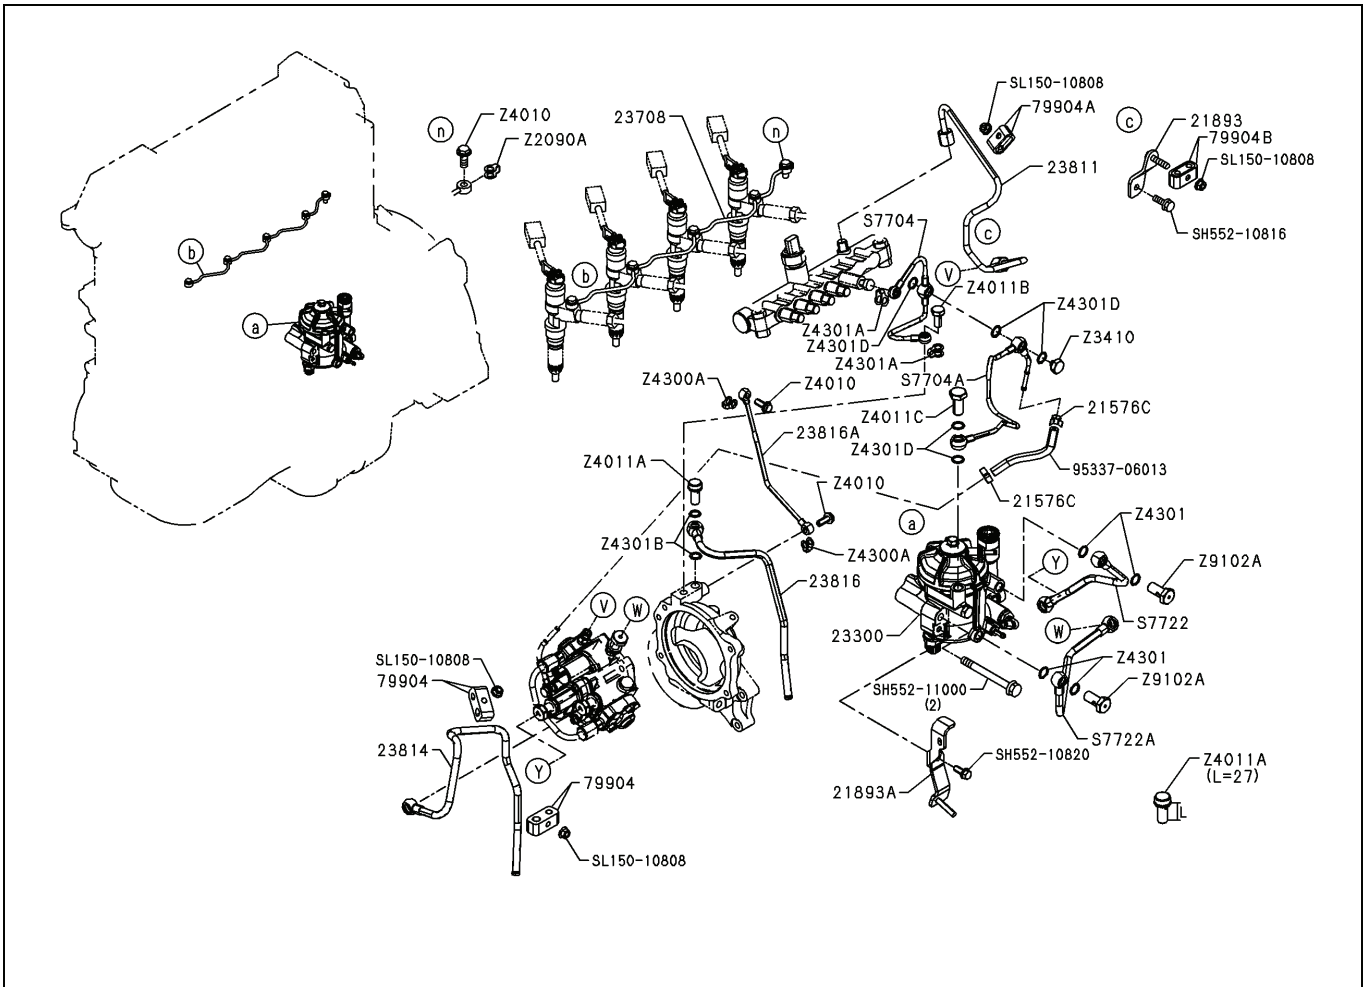 SL150-10808
79904A
Z4010
23708
n
n
c
21893
Z2090A
79904B
SL150-10808
23811
b
S7704
c
SH552-10816
b
V
Z4011B
a
Z4301A
Z4301D
Z4301D
Z3410
Z4301A
Z4300A
Z4010
S7704A
Z4011C
21576C
23816A
Z4301D
Z4011A
95337-06013
Z4010
21576C
a
Z4301
Z4301B
Z4300A
Y
Z9102A
23816
V
W
S7722
23300
W
SL150-10808
79904
Z4301
Z9102A
SH552-11000
(2)
23814
S7722A
SH552-10820
Z4011A
(L=27)
Y
79904
21893A
L
SL150-10808